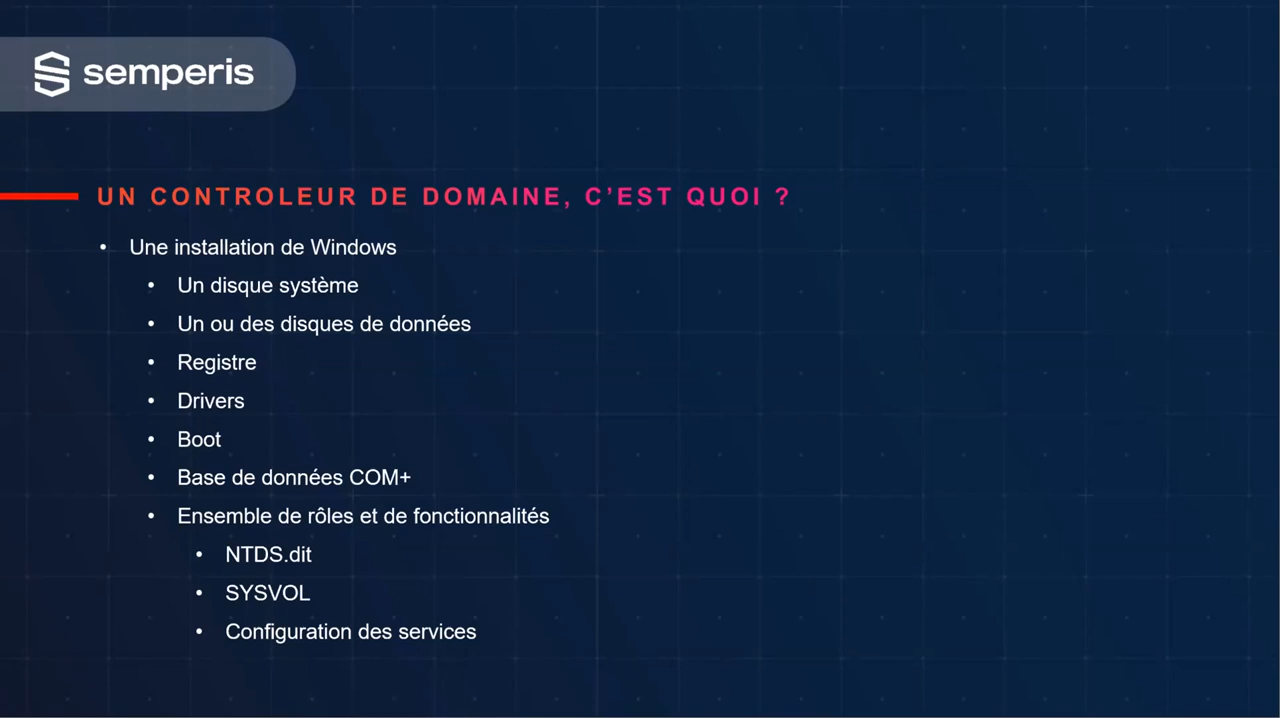 semperis
UN CONTROLEUR DE DOMAINE, C’EST QUOI ?
• Une installation de Windows
• Un disque système
• Un ou des disques de données
• Registre
• Drivers
• Boot
• Base de données COM+
• Ensemble de rôles et de fonctionnalités
• NTDS.dit
• SYSVOL
• Configuration des services